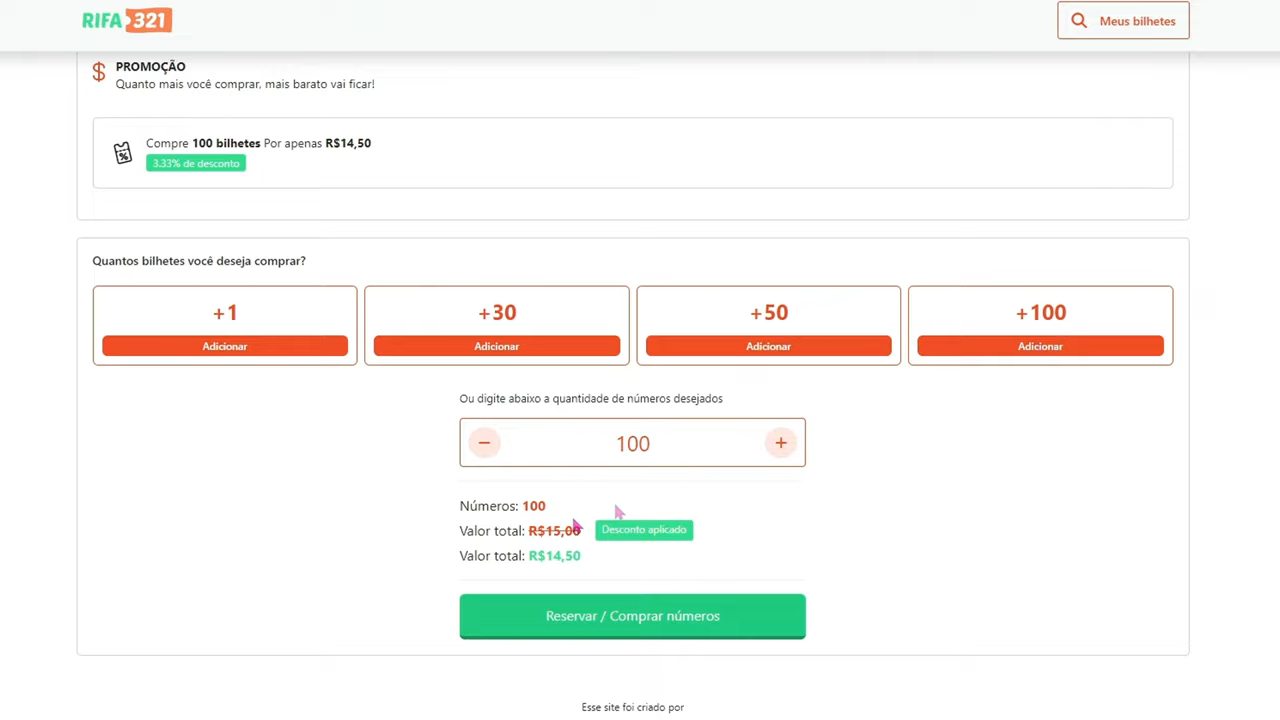 RIFA 321
Meus bilhetes
PROMOÇÃO
Quanto mais você comprar, mais barato vai ficar!
Compre 100 bilhetes Por apenas R$14,50
3.33% de desconto
Quantos bilhetes você deseja comprar?
+1
Adicionar
+30
Adicionar
+50
Adicionar
+100
Adicionar
Ou digite abaixo a quantidade de números desejados
− 100 +
Números: 100
Valor total: R$15,00 Desconto aplicado
Valor total: R$14,50
Reservar / Comprar números
Esse site foi criado por